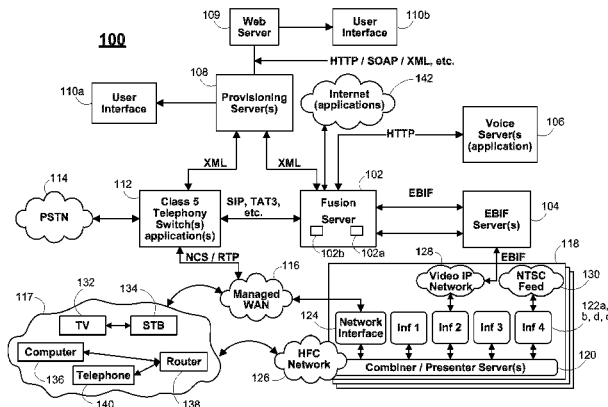 100
109
Web
Server
User
Interface
110b
HTTP / SOAP / XML, etc.
110a
User
Interface
108
Provisioning
Server(s)
142
Internet
(applications)
Voice
Server(s)
(application)
106
HTTP
XML
XML
114
PSTN
112
Class 5
Telephony
Switch(s)
application(s)
SIP, TAT3,
etc.
102
Fusion
Server
102b
102a
EBIF
EBIF
Server(s)
104
EBIF
NCS / RTP
116
Managed
WAN
128
Video IP
Network
118
NTSC
Feed
130
117
132
TV
134
STB
Computer
136
Telephone
140
Router
138
HFC
Network
126
124
Network
Interface
Inf 1
Inf 2
Inf 3
Inf 4
122a,
b, d, c
Combiner / Presenter Server(s)
120